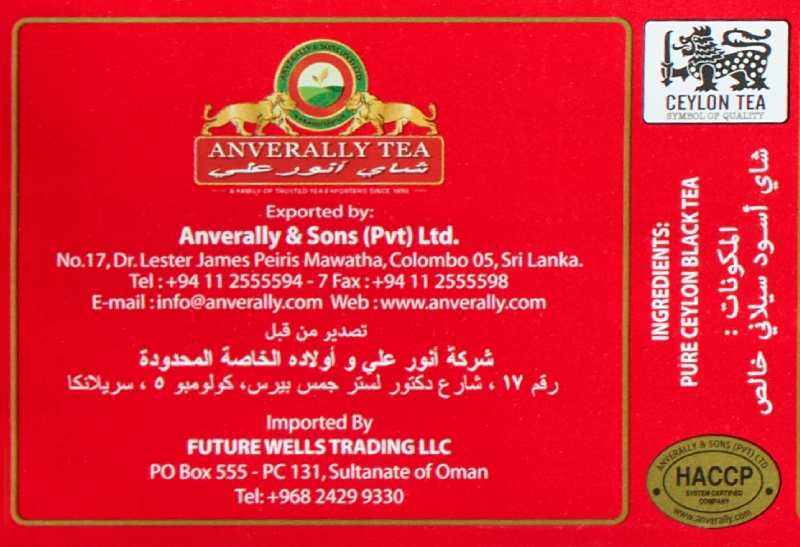 ANVERALLY & SONS (PVT) LTD
ANVERALLY TEA
شاي أنور علي
A FAMILY OF TRUSTED TEA EXPORTERS SINCE 1890
Exported by:
Anverally & Sons (Pvt) Ltd.
No.17, Dr. Lester James Peiris Mawatha, Colombo 05, Sri Lanka.
Tel : +94 11 2555594 - 7 Fax : +94 11 2555598
E-mail : info@anverally.com Web : www.anverally.com
تصدير من قبل
شركة أنور علي و أولاده الخاصة المحدودة
رقم ١٧ ، شارع دكتور لستر جمس بيرس، كولومبو ٥ ، سريلانكا
Imported By
FUTURE WELLS TRADING LLC
PO Box 555 - PC 131, Sultanate of Oman
Tel: +968 2429 9330
CEYLON TEA
SYMBOL OF QUALITY
INGREDIENTS:
PURE CEYLON BLACK TEA
المكونات :
شاي أسود سيلاني خالص
ANVERALLY & SONS (PVT) LTD
HACCP
SYSTEM CERTIFIED
COMPANY
www.anverally.com